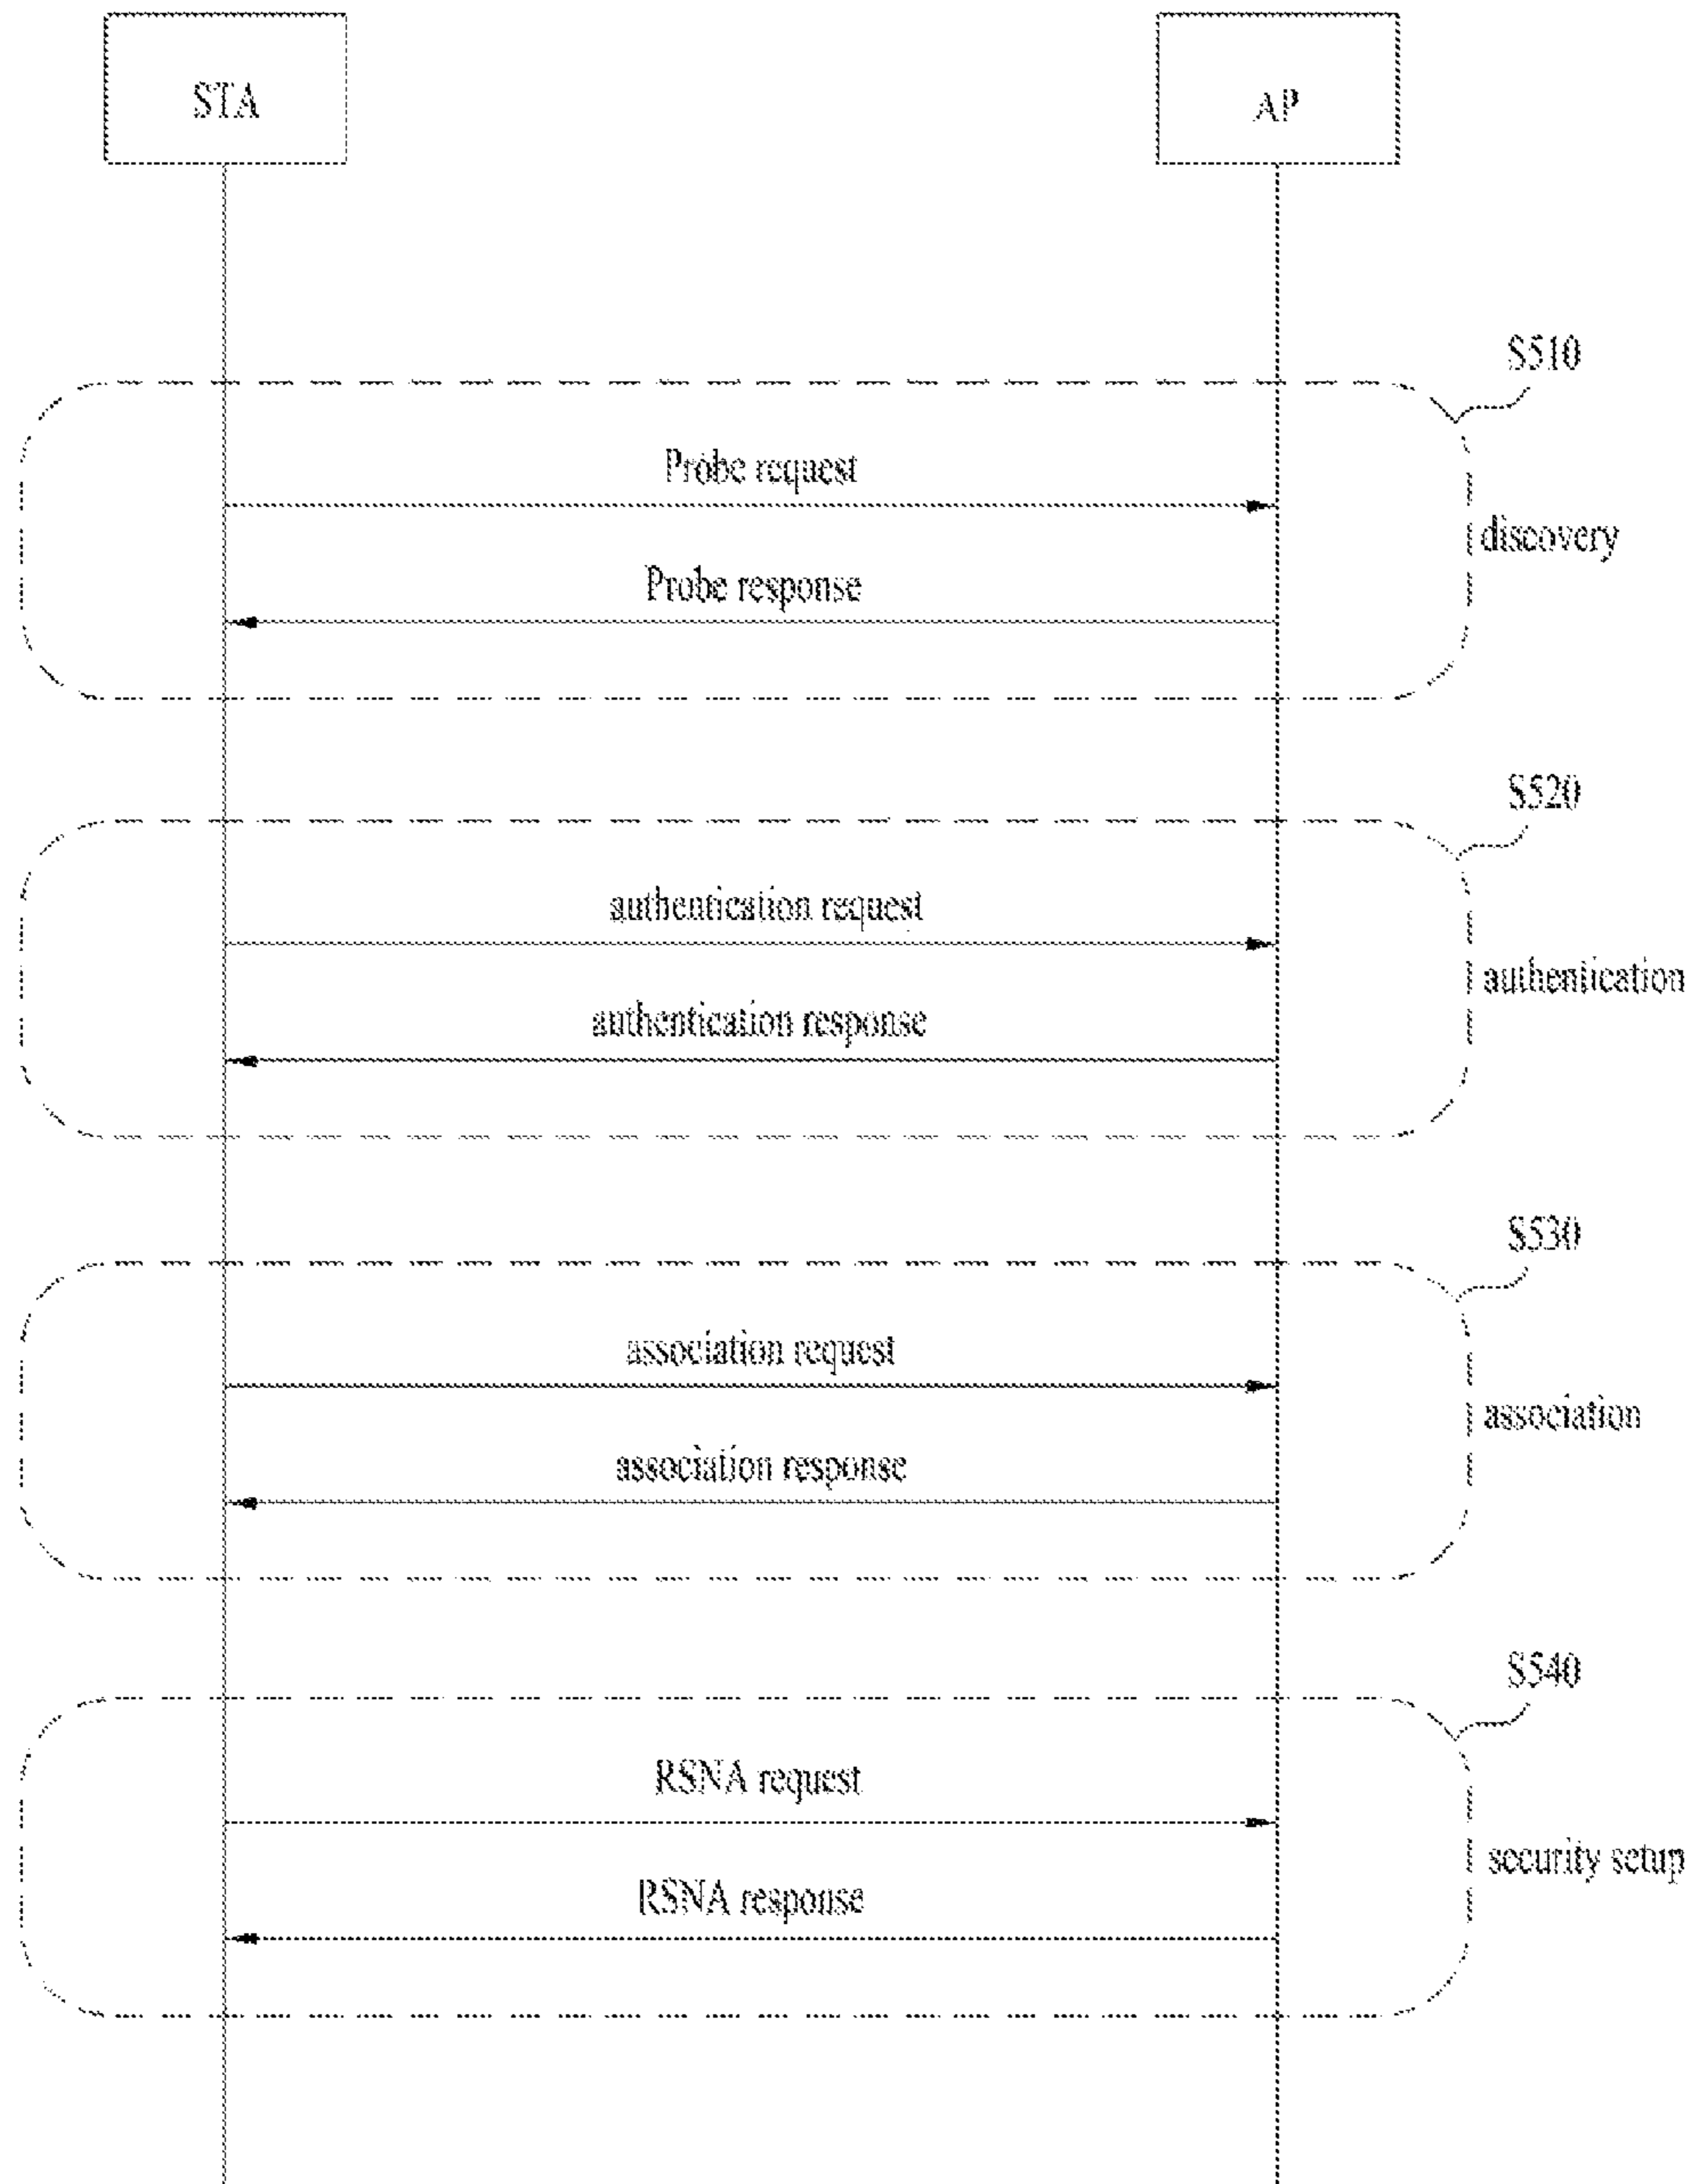 STA
AP
S510
Probe request
discovery
Probe response
S520
authentication request
authentication
authentication response
S530
association request
association
association response
S540
RSNA request
security setup
RSNA response